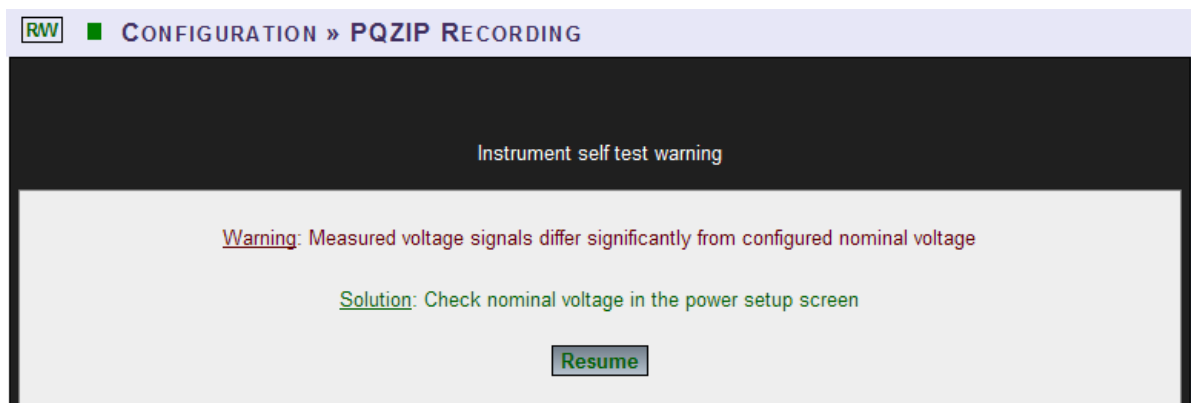 R/W CONFIGURATION » PQZIP RECORDING
Instrument self test warning
Warning: Measured voltage signals differ significantly from configured nominal voltage
Solution: Check nominal voltage in the power setup screen
Resume